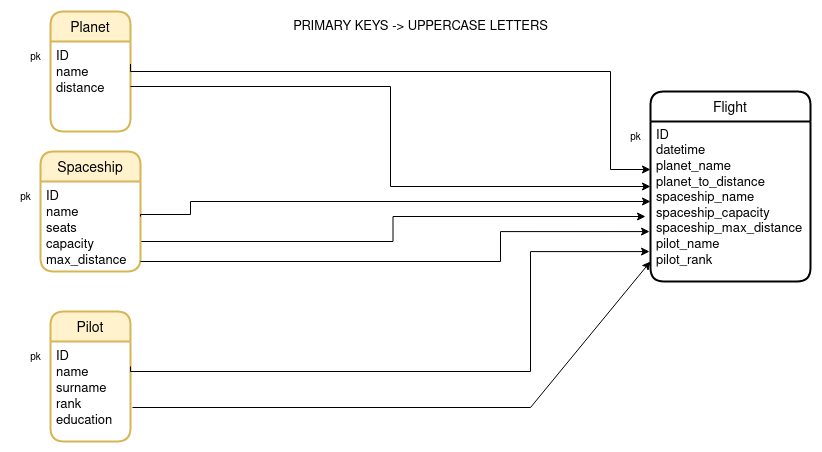 PRIMARY KEYS -> UPPERCASE LETTERS
Planet
pk
ID
name
distance
Spaceship
pk
ID
name
seats
capacity
max_distance
Pilot
pk
ID
name
surname
rank
education
Flight
pk
ID
datetime
planet_name
planet_to_distance
spaceship_name
spaceship_capacity
spaceship_max_distance
pilot_name
pilot_rank